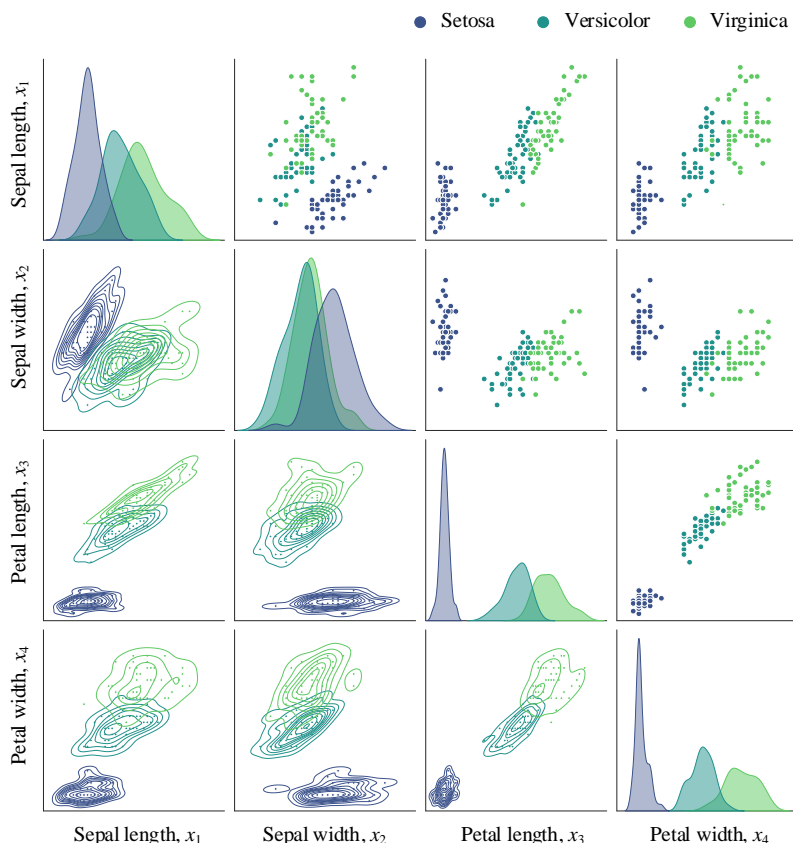 Setosa Versicolor Virginica
Sepal length, x1
Sepal width, x2
Petal length, x3
Petal width, x4
Sepal length, x1 Sepal width, x2 Petal length, x3 Petal width, x4